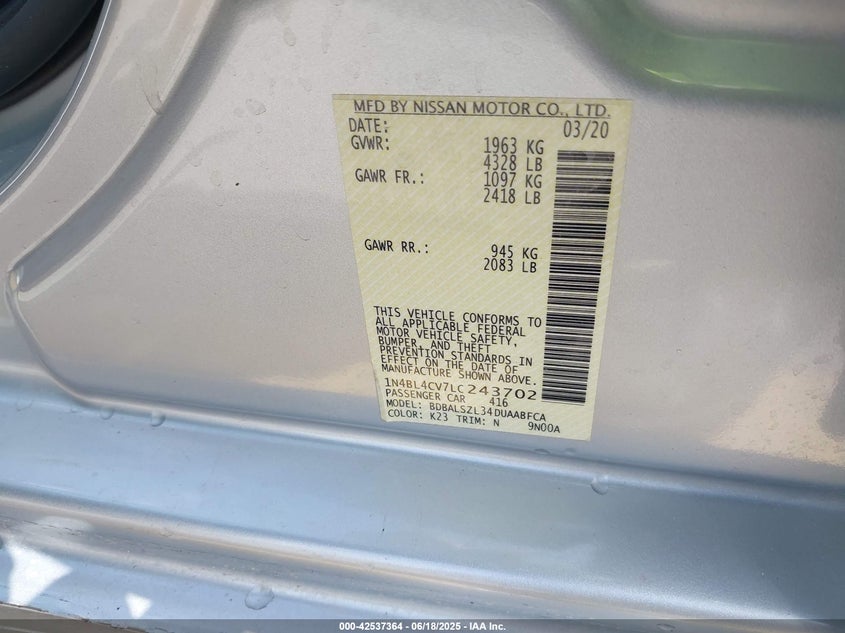 MFD BY NISSAN MOTOR CO., LTD.
DATE: 03/20
GVWR: 1963 KG
4328 LB
GAWR FR.: 1097 KG
2418 LB
GAWR RR.: 945 KG
2083 LB
THIS VEHICLE CONFORMS TO
ALL APPLICABLE FEDERAL
MOTOR VEHICLE SAFETY,
BUMPER, AND THEFT
PREVENTION STANDARDS IN
EFFECT ON THE DATE OF
MANUFACTURE SHOWN ABOVE.
1N4BL4CV7LC243702
PASSENGER CAR 416
MODEL: BDBALSZL34DUAABFCA
COLOR: K23 TRIM: N 9N00A
000-42537364 | 06/18/2025 - IAA Inc.